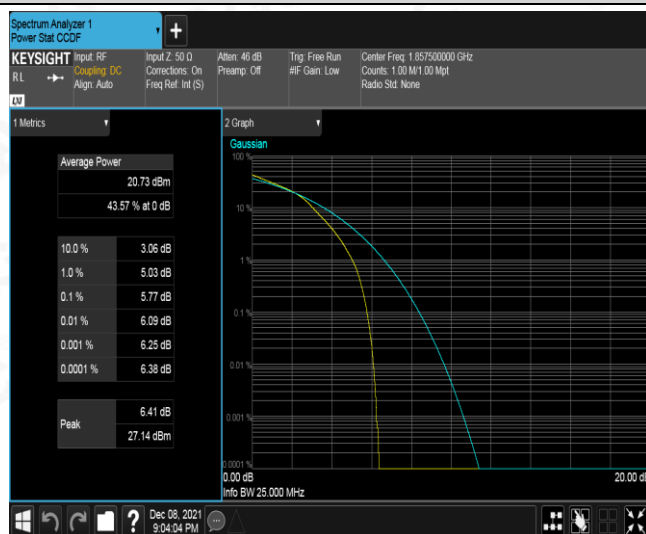 Spectrum Analyzer 1
Power Stat CCDF
+
KEYSIGHT
RL
LXI
Input: RF
Coupling: DC
Align: Auto
Input Z: 50 Ω
Corrections: On
Freq Ref: Int (S)
Atten: 46 dB
Preamp: Off
Trig: Free Run
#IF Gain: Low
Center Freq: 1.857500000 GHz
Counts: 1.00 M/1.00 Mpt
Radio Std: None
1 Metrics
Average Power
20.73 dBm
43.57 % at 0 dB
10.0 % 3.06 dB
1.0 % 5.03 dB
0.1 % 5.77 dB
0.01 % 6.09 dB
0.001 % 6.25 dB
0.0001 % 6.38 dB
Peak
6.41 dB
27.14 dBm
2 Graph
Gaussian
100 %
10 %
1 %
0.1 %
0.01 %
0.001 %
0.0001 %
0.00 dB
20.00 dB
Info BW 25.000 MHz
?
Dec 08, 2021
9:04:04 PM